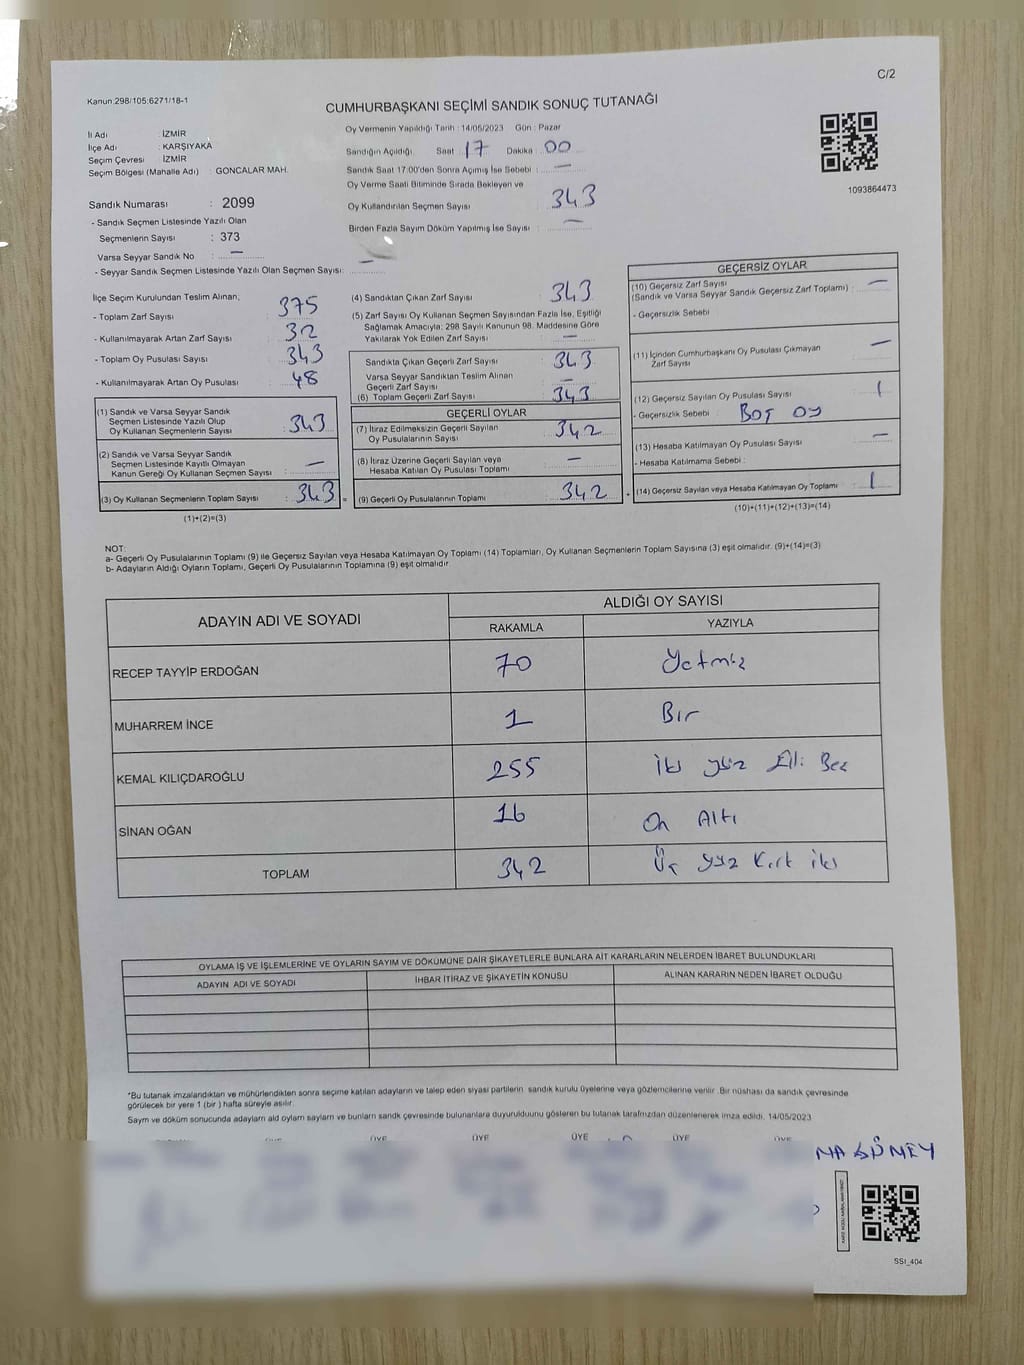 C/2
Kanun:298/105:6271/18-1
CUMHURBAŞKANI SEÇİMİ SANDIK SONUÇ TUTANAĞI
İl Adı : İZMİR
İlçe Adı : KARŞIYAKA
Seçim Çevresi : İZMİR
Seçim Bölgesi (Mahalle Adı) : GONCALAR MAH.
Sandık Numarası : 2099
- Sandık Seçmen Listesinde Yazılı Olan
Seçmenlerin Sayısı : 373
Varsa Seyyar Sandık No : —
- Seyyar Sandık Seçmen Listesinde Yazılı Olan Seçmen Sayısı: —
Oy Vermenin Yapıldığı Tarih : 14/05/2023 Gün : Pazar
Sandığın Açıldığı Saat 17 Dakika : 00
Sandık Saat 17:00'den Sonra Açımış İse Sebebi : —
Oy Verme Saati Bitiminde Sırada Bekleyen ve
Oy Kullandırılan Seçmen Sayısı 343
Birden Fazla Sayım Döküm Yapılmış İse Sayısı : —
1093864473
İlçe Seçim Kurulundan Teslim Alınan;
- Toplam Zarf Sayısı : 375
- Kullanılmayarak Artan Zarf Sayısı : 32
- Toplam Oy Pusulası Sayısı : 343
- Kullanılmayarak Artan Oy Pusulası : 48
(1) Sandık ve Varsa Seyyar Sandık
Seçmen Listesinde Yazılı Olup
Oy Kullanan Seçmenlerin Sayısı : 343
(2) Sandık ve Varsa Seyyar Sandık
Seçmen Listesinde Kayıtlı Olmayan
Kanun Gereği Oy Kullanan Seçmen Sayısı : —
(3) Oy Kullanan Seçmenlerin Toplam Sayısı : 343 =
(1)+(2)=(3)
(4) Sandıktan Çıkan Zarf Sayısı : 343
(5) Zarf Sayısı Oy Kullanan Seçmen Sayısından Fazla İse, Eşitliği
Sağlamak Amacıyla: 298 Sayılı Kanunun 98. Maddesine Göre
Yakılarak Yok Edilen Zarf Sayısı : —
Sandıkta Çıkan Geçerli Zarf Sayısı : 343
Varsa Seyyar Sandıktan Teslim Alınan
Geçerli Zarf Sayısı : —
(6) Toplam Geçerli Zarf Sayısı : 343
GEÇERLİ OYLAR
(7) İtiraz Edilmeksizin Geçerli Sayılan
Oy Pusulalarının Sayısı : 342
(8) İtiraz Üzerine Geçerli Sayılan veya
Hesaba Katılan Oy Pusulası Toplamı : —
(9) Geçerli Oy Pusulalarının Toplamı : 342 +
GEÇERSİZ OYLAR
(10) Geçersiz Zarf Sayısı
(Sandık ve Varsa Seyyar Sandık Geçersiz Zarf Toplamı) : —
- Geçersizlik Sebebi
(11) İçinden Cumhurbaşkanı Oy Pusulası Çıkmayan
Zarf Sayısı —
(12) Geçersiz Sayılan Oy Pusulası Sayısı : 1
- Geçersizlik Sebebi : BOŞ OY
(13) Hesaba Katılmayan Oy Pusulası Sayısı : —
- Hesaba Katılmama Sebebi :
(14) Geçersiz Sayılan veya Hesaba Katılmayan Oy Toplamı : 1
(10)+(11)+(12)+(13)=(14)
NOT:
a- Geçerli Oy Pusulalarının Toplamı (9) ile Geçersiz Sayılan veya Hesaba Katılmayan Oy Toplamı (14) Toplamları, Oy Kullanan Seçmenlerin Toplam Sayısına (3) eşit olmalıdır. (9)+(14)=(3)
b- Adayların Aldığı Oyların Toplamı, Geçerli Oy Pusulalarının Toplamına (9) eşit olmalıdır
ADAYIN ADI VE SOYADI ALDIĞI OY SAYISI
RAKAMLA YAZIYLA
RECEP TAYYİP ERDOĞAN 70 Yetmiş
MUHARREM İNCE 1 Bir
KEMAL KILIÇDAROĞLU 255 İki yüz Elli Beş
SİNAN OĞAN 16 On Altı
TOPLAM 342 Üç yüz Kırk iki
OYLAMA İŞ VE İŞLEMLERİNE VE OYLARIN SAYIM VE DÖKÜMÜNE DAİR ŞİKAYETLERLE BUNLARA AİT KARARLARIN NELERDEN İBARET BULUNDUKLARI
ADAYIN ADI VE SOYADI İHBAR İTİRAZ VE ŞİKAYETİN KONUSU ALINAN KARARIN NEDEN İBARET OLDUĞU
*Bu tutanak imzalandıktan ve mühürlendikten sonra seçime katılan adayların ve talep eden siyasi partilerin sandık kurulu üyelerine veya gözlemcilerine verilir. Bir nüshası da sandık çevresinde
görülecek bir yere 1 (bir ) hafta süreyle asılır.
Sayım ve döküm sonucunda adayların ald oyların sayların ve bunların sandk çevresinde bulunanlara duyurulduunu gösteren bu tutanak tarafmzdan düzenlenerek imza edildi. 14/05/2023
ÜYE ÜYE ÜYE ÜYE ÜYE ÜYE
NA GÜNEY
SSI_404